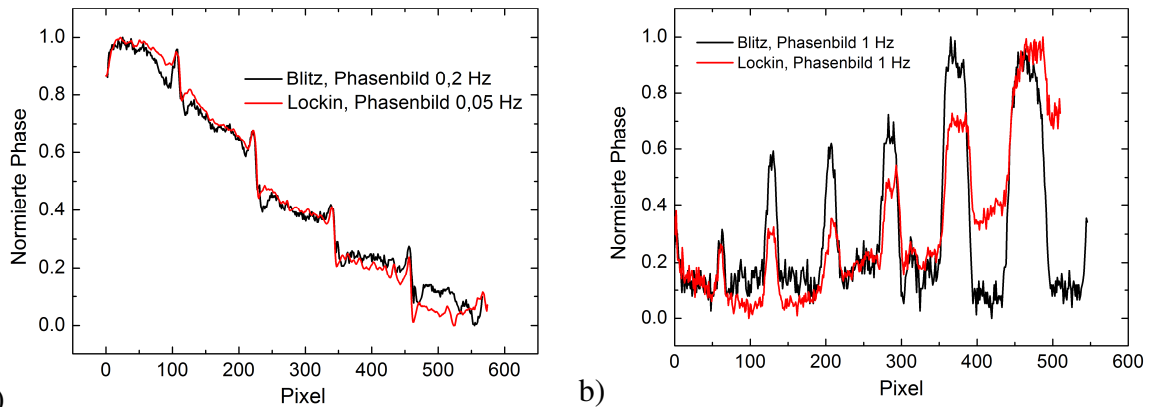 1.0
0.8
0.6
0.4
0.2
0.0
Normierte Phase
Blitz, Phasenbild 0,2 Hz
Lockin, Phasenbild 0,05 Hz
0 100 200 300 400 500 600
Pixel
)
1.0
0.8
0.6
0.4
0.2
0.0
Normierte Phase
Blitz, Phasenbild 1 Hz
Lockin, Phasenbild 1 Hz
0 100 200 300 400 500 600
Pixel
b)